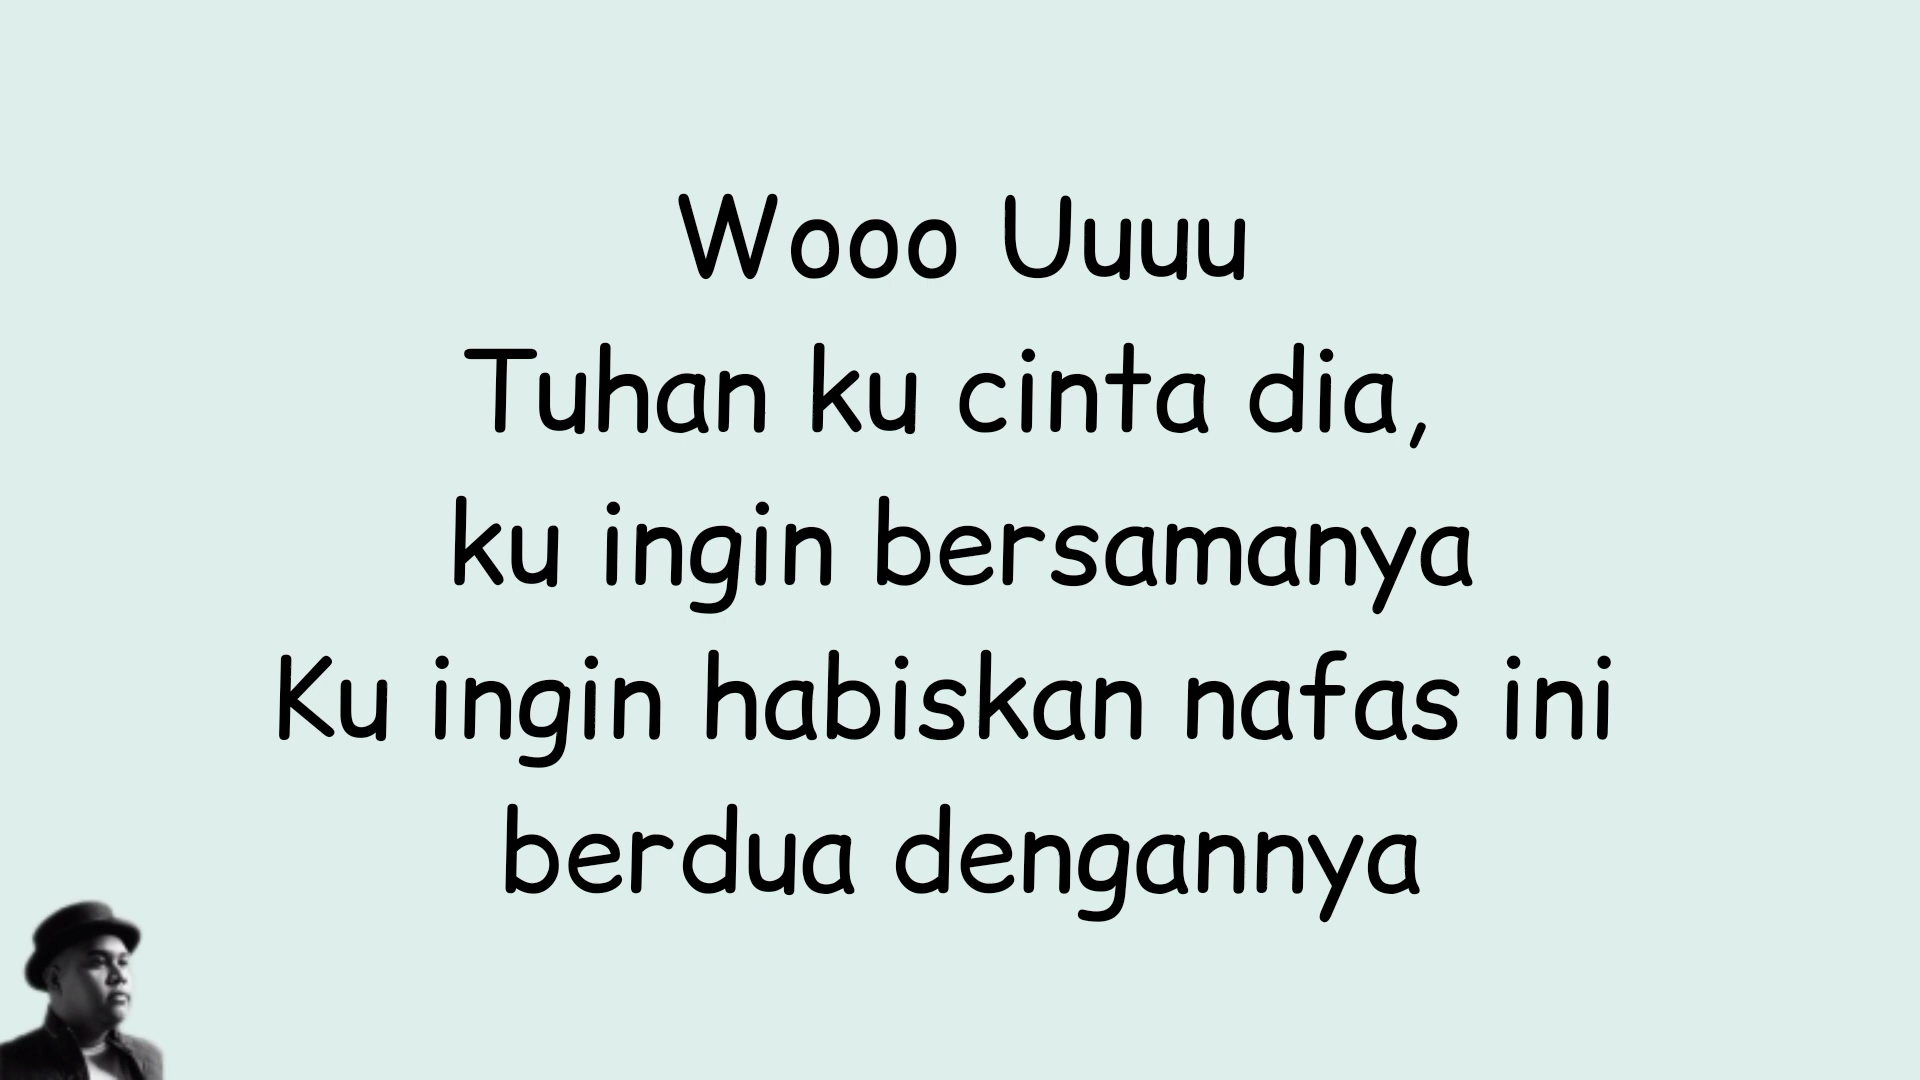 Wooo Uuuu
Tuhan ku cinta dia,
ku ingin bersamanya
Ku ingin habiskan nafas ini
berdua dengannya